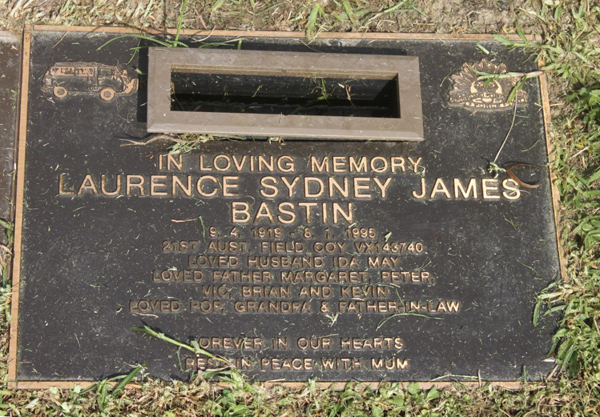 IN LOVING MEMORY
LAURENCE SYDNEY JAMES
BASTIN
9. 4. 1919 - 8. 1. 1995
21ST AUST. FIELD COY VX143740
LOVED HUSBAND IDA MAY
LOVED FATHER MARGARET, PETER,
VIC, BRIAN AND KEVIN
LOVED POP, GRANDPA & FATHER-IN-LAW
FOREVER IN OUR HEARTS
REST IN PEACE WITH MUM